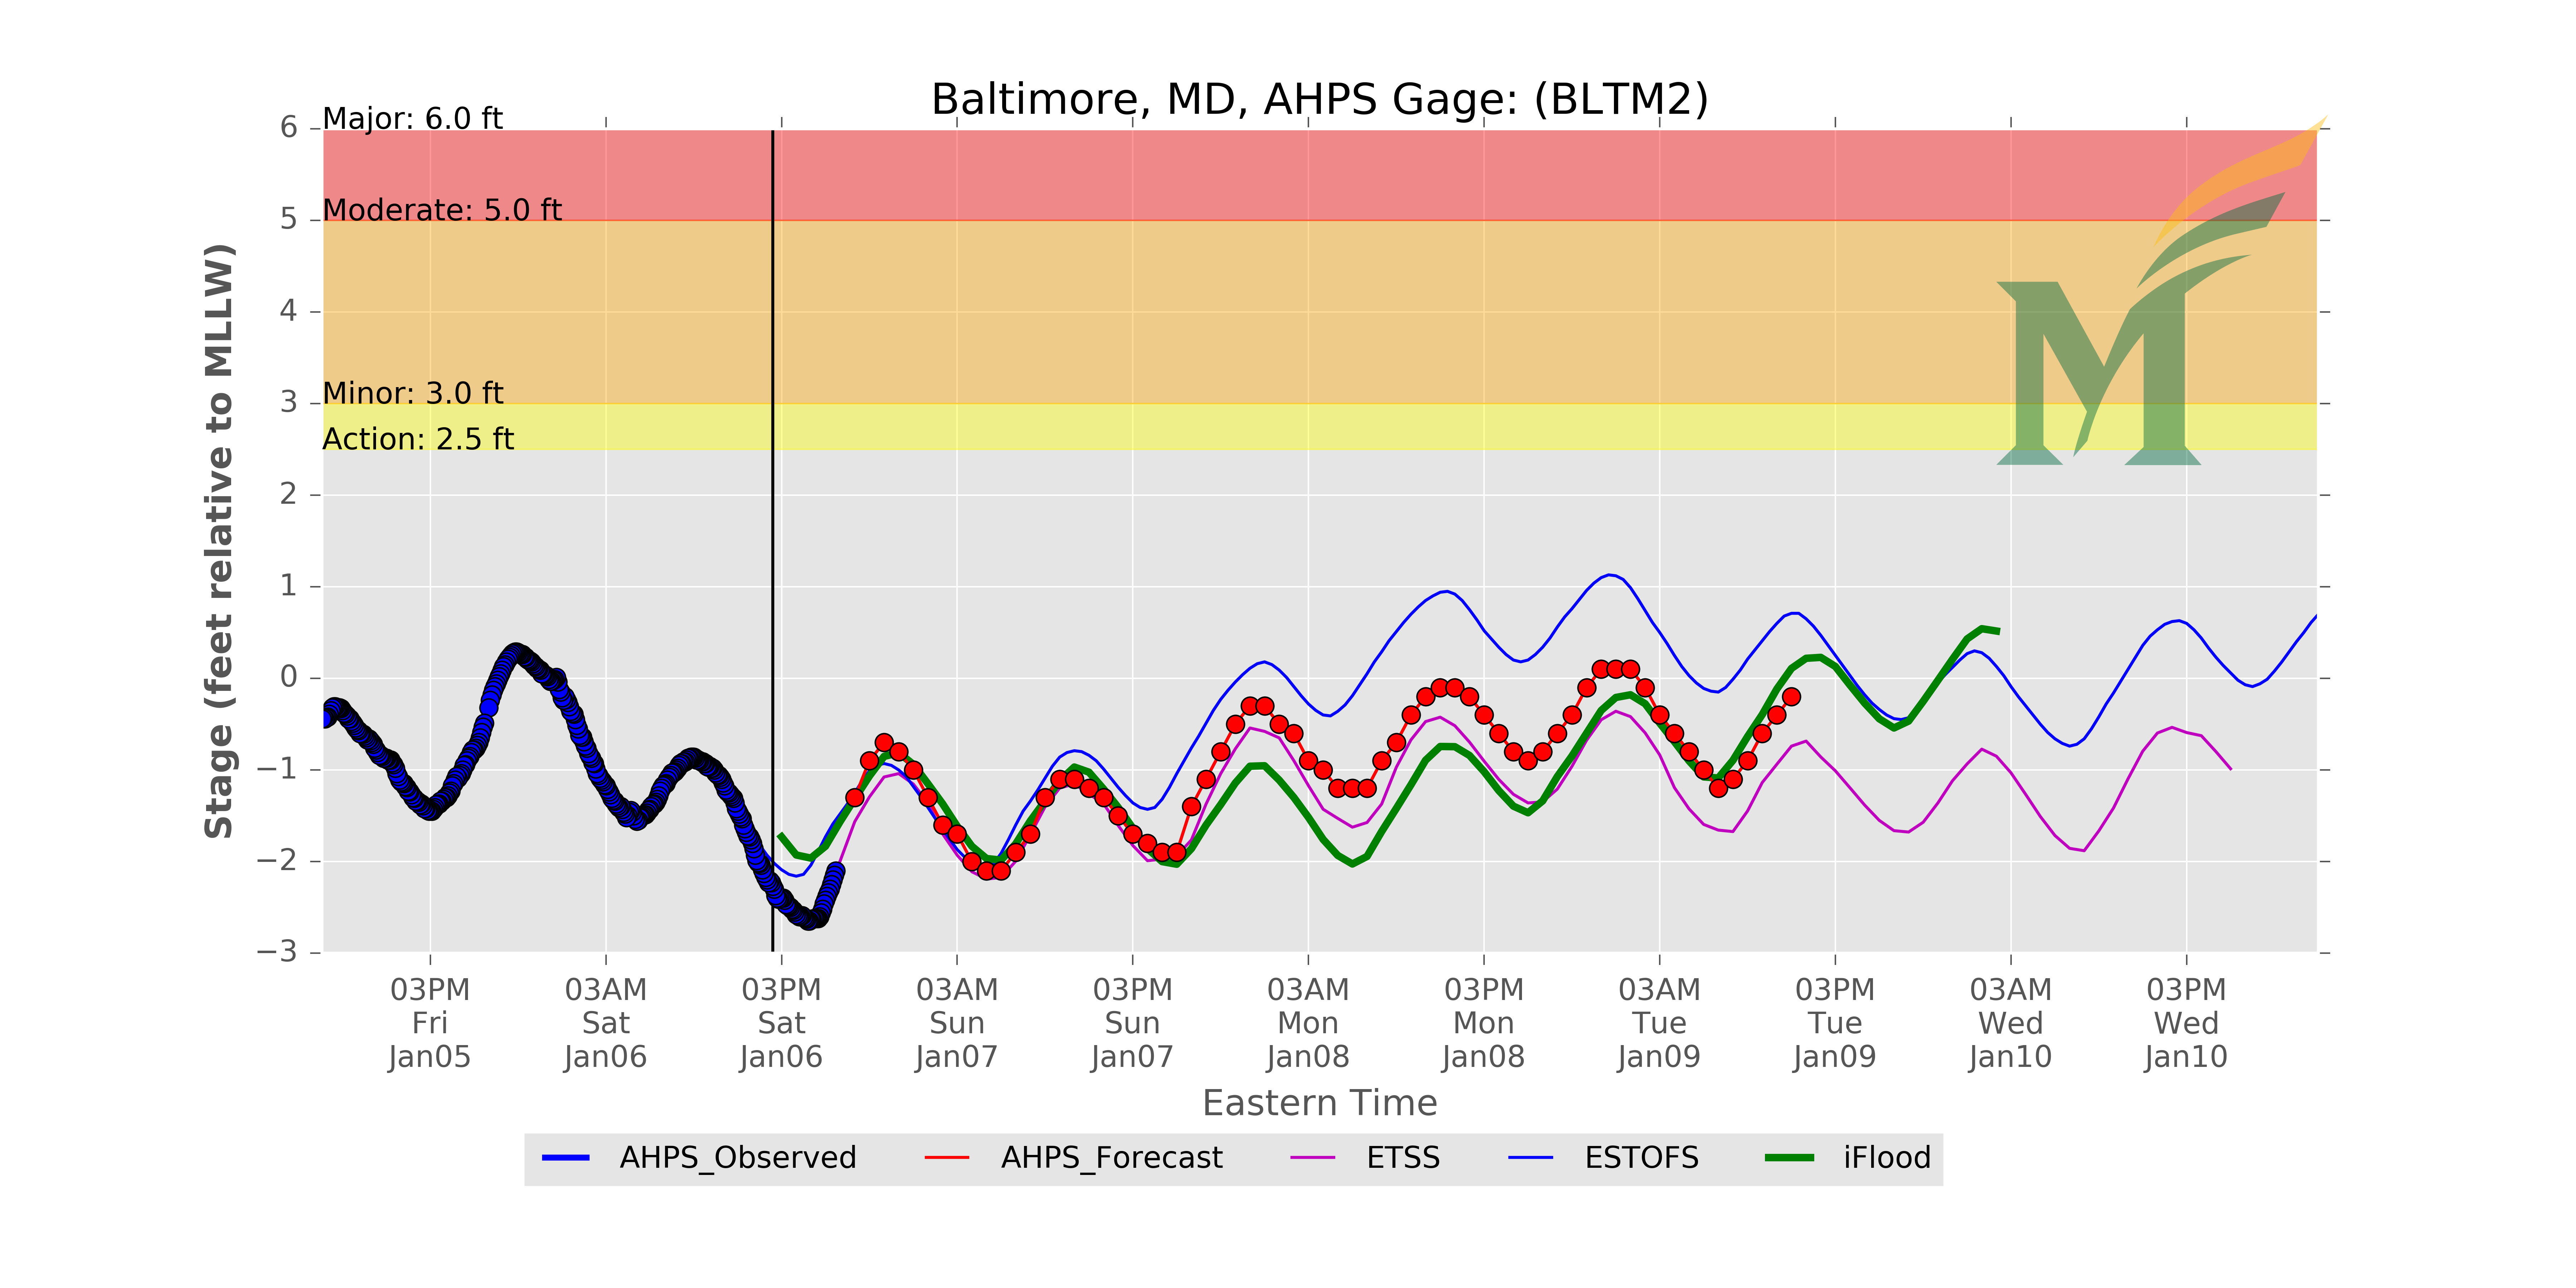 Baltimore, MD, AHPS Gage: (BLTM2)
Major: 6.0 ft
Moderate: 5.0 ft
Minor: 3.0 ft
Action: 2.5 ft
6
5
4
3
2
1
0
−1
−2
−3
Stage (feet relative to MLLW)
M
03PM 03AM 03PM 03AM 03PM 03AM 03PM 03AM 03PM 03AM 03PM
Fri Sat Sat Sun Sun Mon Mon Tue Tue Wed Wed
Jan05 Jan06 Jan06 Jan07 Jan07 Jan08 Jan08 Jan09 Jan09 Jan10 Jan10
Eastern Time
AHPS_Observed AHPS_Forecast ETSS ESTOFS iFlood